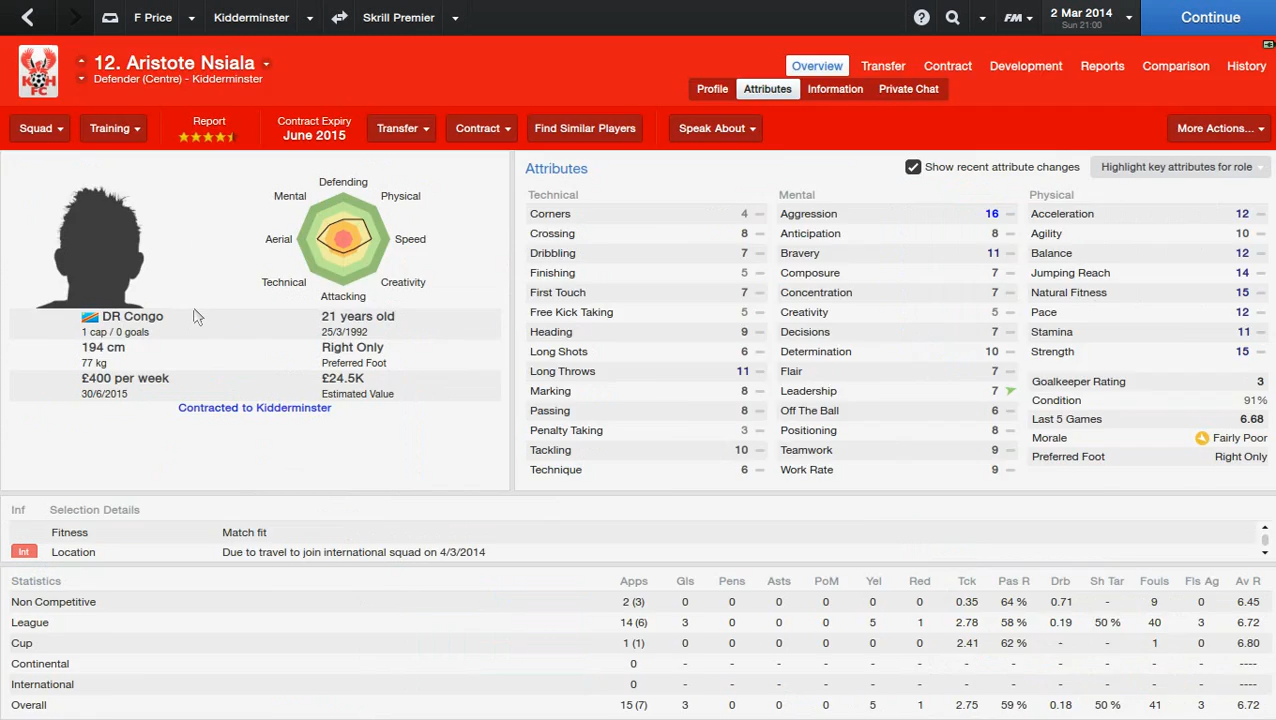 F Price Kidderminster Skrill Premier
? FM 2 Mar 2014
Sun 21:00
Continue
12. Aristote Nsiala
Defender (Centre) - Kidderminster
KH
FC
Overview Transfer Contract Development Reports Comparison History
Profile Attributes Information Private Chat
Squad Training
Report
Contract Expiry
June 2015
Transfer Contract Find Similar Players Speak About More Actions...
Defending
Mental Physical
Aerial Speed
Technical Creativity
Attacking
DR Congo 21 years old
1 cap / 0 goals 25/3/1992
194 cm Right Only
77 kg Preferred Foot
£400 per week £24.5K
30/6/2015 Estimated Value
Contracted to Kidderminster
Attributes Show recent attribute changes Highlight key attributes for role
Technical Mental Physical
Corners 4 Aggression 16 Acceleration 12
Crossing 8 Anticipation 8 Agility 10
Dribbling 7 Bravery 11 Balance 12
Finishing 5 Composure 7 Jumping Reach 14
First Touch 7 Concentration 7 Natural Fitness 15
Free Kick Taking 5 Creativity 5 Pace 12
Heading 9 Decisions 7 Stamina 11
Long Shots 6 Determination 10 Strength 15
Long Throws 11 Flair 7
Marking 8 Leadership 7
Passing 8 Off The Ball 6
Penalty Taking 3 Positioning 8
Tackling 10 Teamwork 9
Technique 6 Work Rate 9
Goalkeeper Rating 3
Condition 91%
Last 5 Games 6.68
Morale Fairly Poor
Preferred Foot Right Only
Inf Selection Details
Fitness Match fit
Int Location Due to travel to join international squad on 4/3/2014
Statistics Apps Gls Pens Asts PoM Yel Red Tck Pas R Drb Sh Tar Fouls Fls Ag Av R
Non Competitive 2 (3) 0 0 0 0 0 0 0.35 64 % 0.71 - 9 0 6.45
League 14 (6) 3 0 0 0 5 1 2.78 58 % 0.19 50 % 40 3 6.72
Cup 1 (1) 0 0 0 0 0 0 2.41 62 % - - 1 0 6.80
Continental 0 - - - - - - - - - - - - ----
International 0 - - - - - - - - - - - - ----
Overall 15 (7) 3 0 0 0 5 1 2.75 59 % 0.18 50 % 41 3 6.72